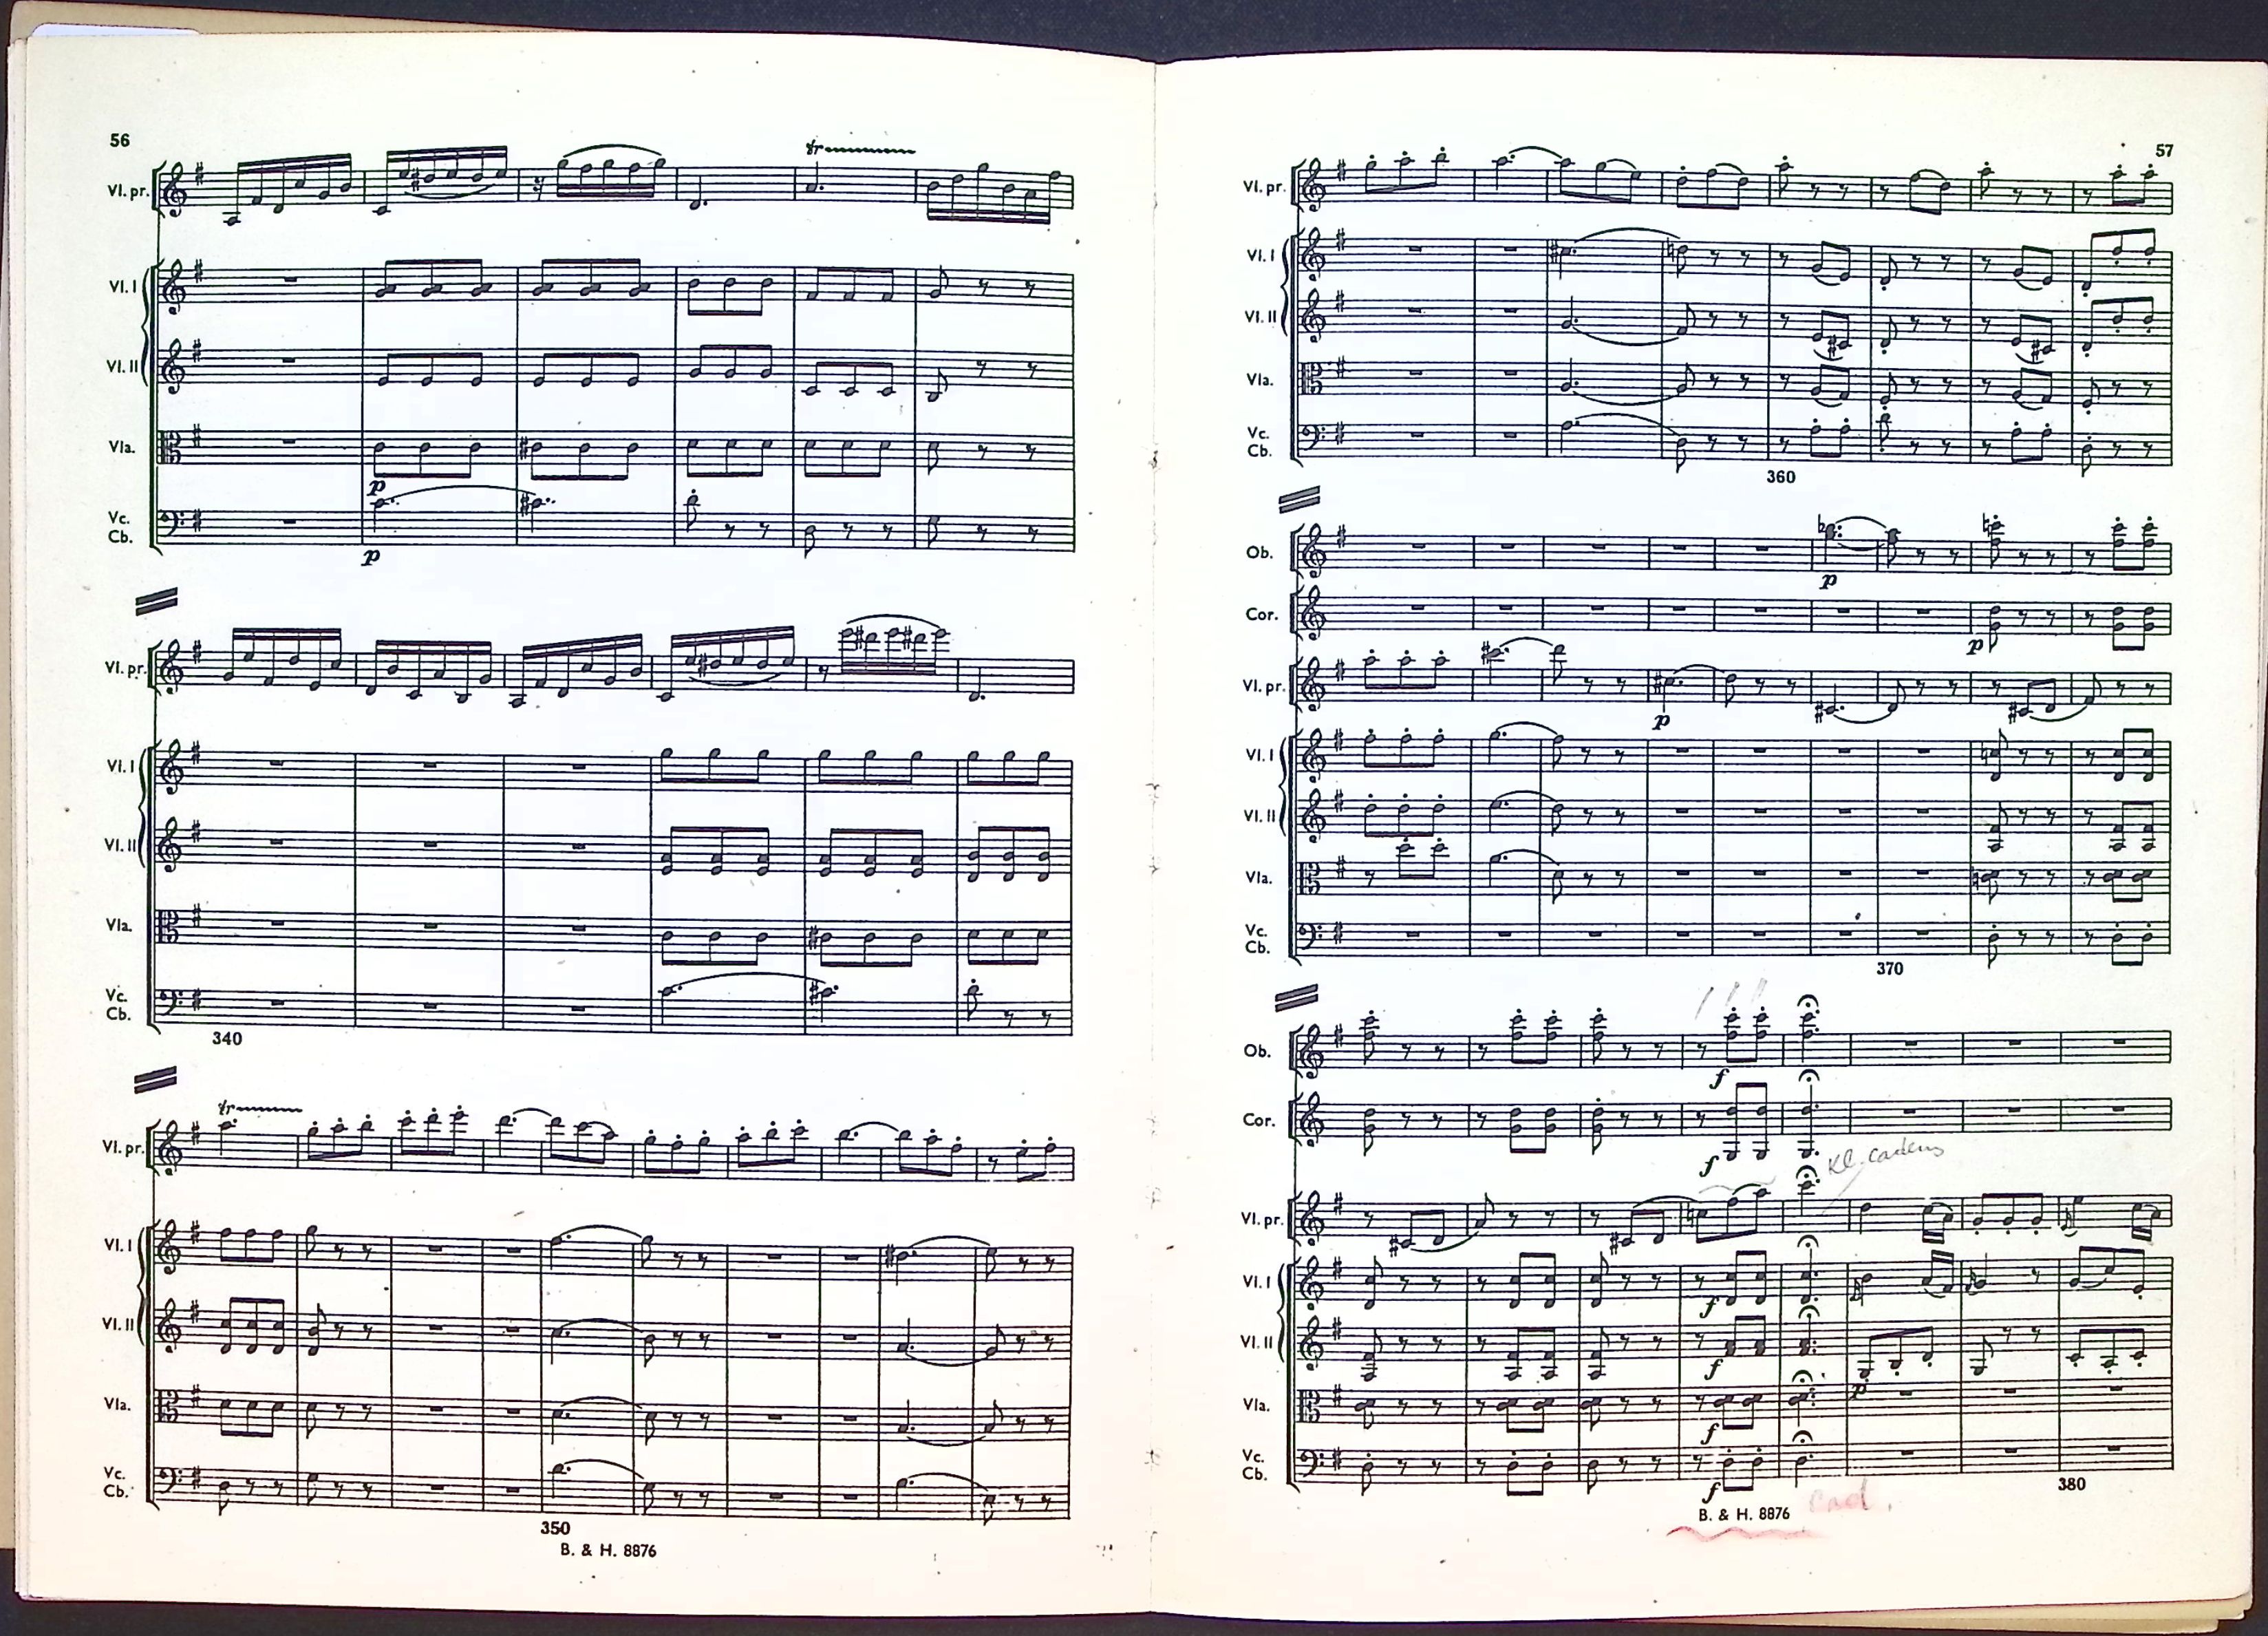 56
tr
Vl. pr.
Vl. I
Vl. II
Vla.
p
Vc.
Cb.
p
Vl. pr.
Vl. I
Vl. II
Vla.
Vc.
Cb.
340
tr
Vl. pr.
Vl. I
Vl. II
Vla.
Vc.
Cb.
350
B. & H. 8876
57
Vl. pr.
Vl. I
Vl. II
Vla.
Vc.
Cb.
360
Ob.
p
Cor.
p
Vl. pr.
p
Vl. I
Vl. II
Vla.
Vc.
Cb.
370
Ob.
f
Cor.
f
Kl. cadens
Vl. pr.
Vl. I
f
Vl. II
f
p
Vla.
f
Vc.
Cb.
f
380
cad.
B. & H. 8876